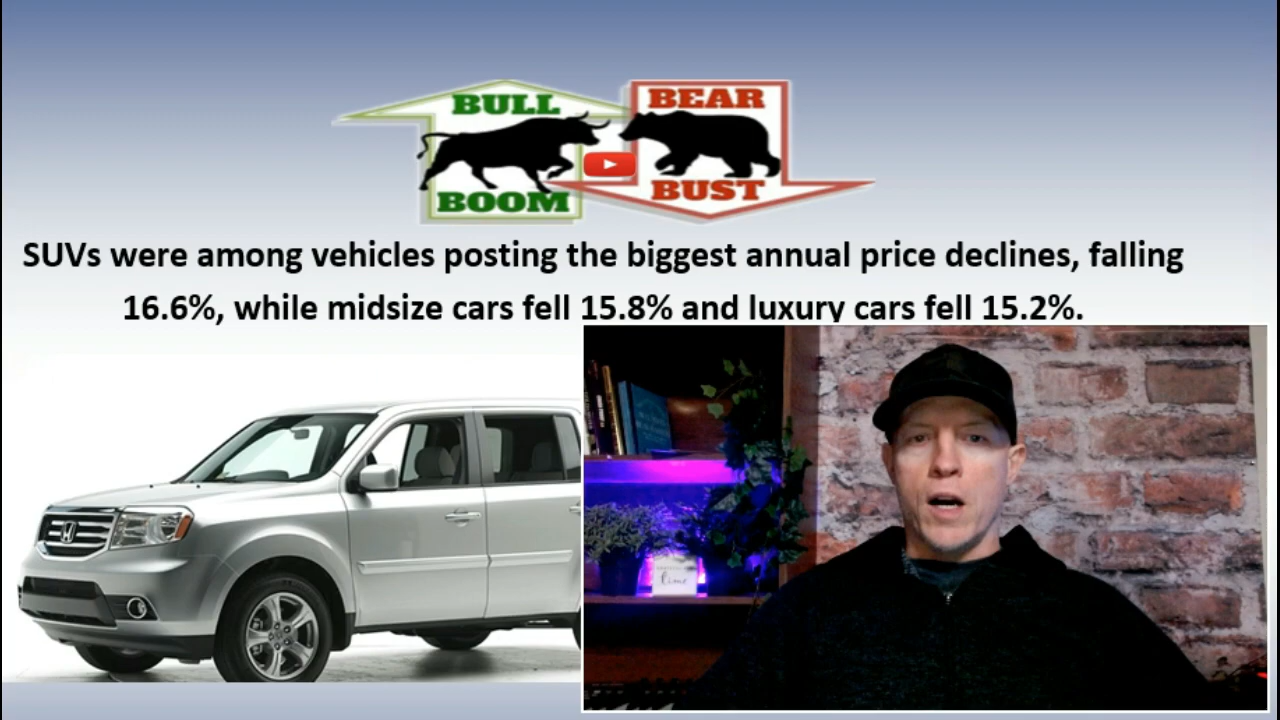 BULL
BOOM
BEAR
BUST
SUVs were among vehicles posting the biggest annual price declines, falling
16.6%, while midsize cars fell 15.8% and luxury cars fell 15.2%.
time